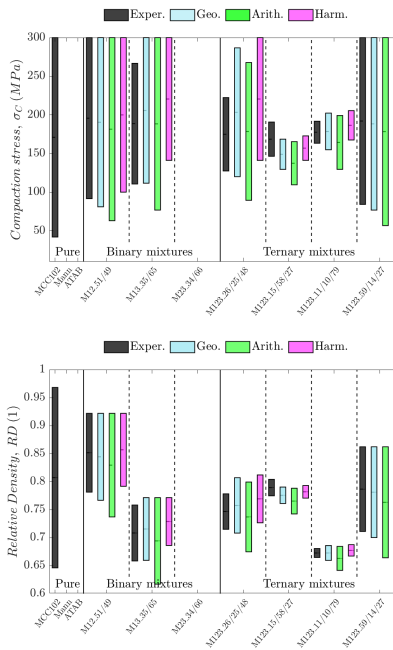 Exper. Geo. Arith. Harm.
Compaction stress, σC (MPa)
300
250
200
150
100
50
Pure Binary mixtures Ternary mixtures
MCC102
Mann
ATAB
M12.51/49
M13.35/65
M23.34/66
M123.26/25/48
M123.15/58/27
M123.11/10/79
M123.59/14/27
Exper. Geo. Arith. Harm.
Relative Density, RD (1)
1
0.95
0.9
0.85
0.8
0.75
0.7
0.65
0.6
Pure Binary mixtures Ternary mixtures
MCC102
Mann
ATAB
M12.51/49
M13.35/65
M23.34/66
M123.26/25/48
M123.15/58/27
M123.11/10/79
M123.59/14/27